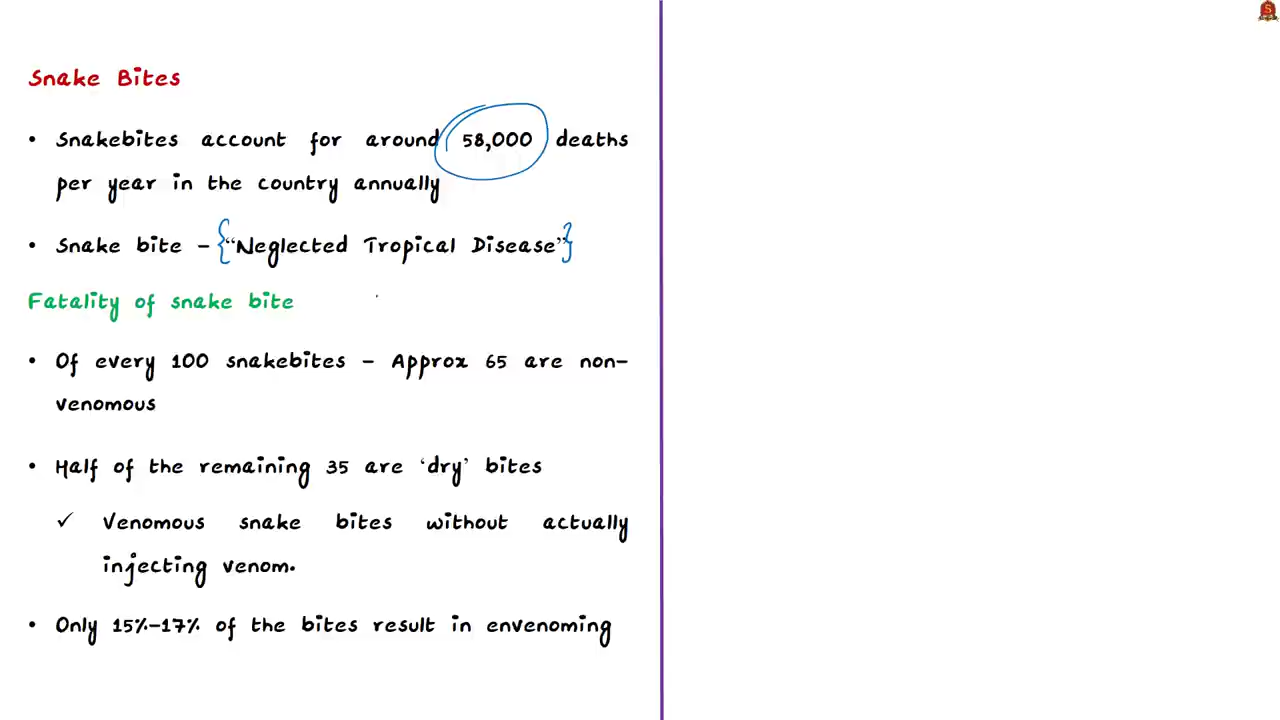 Snake Bites
• Snakebites account for around 58,000 deaths
per year in the country annually
• Snake bite – {“Neglected Tropical Disease”}
Fatality of snake bite
• Of every 100 snakebites – Approx 65 are non-
venomous
• Half of the remaining 35 are ‘dry’ bites
✓ Venomous snake bites without actually
injecting venom.
• Only 15%-17% of the bites result in envenoming
S